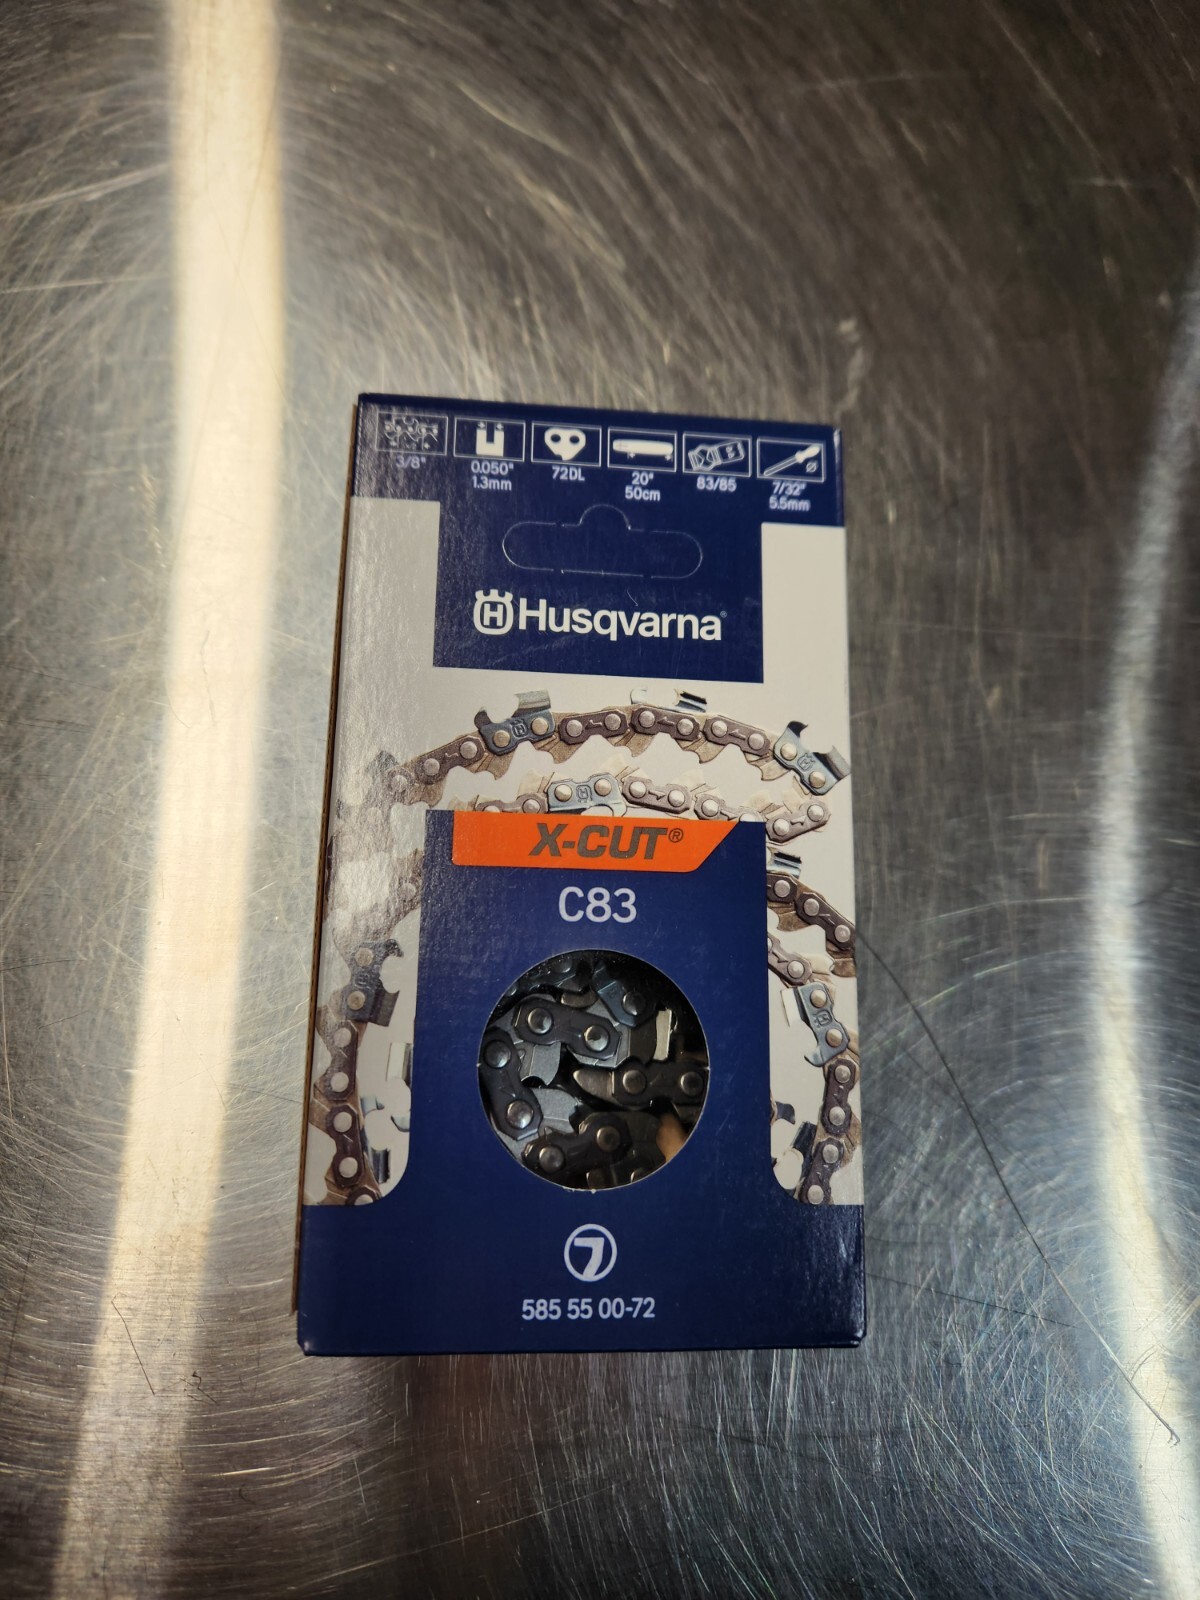 3/8"
0.050"
1.3mm
72DL
20"
50cm
83/85
7/32"
5.5mm
H Husqvarna
X-CUT®
C83
7
585 55 00-72